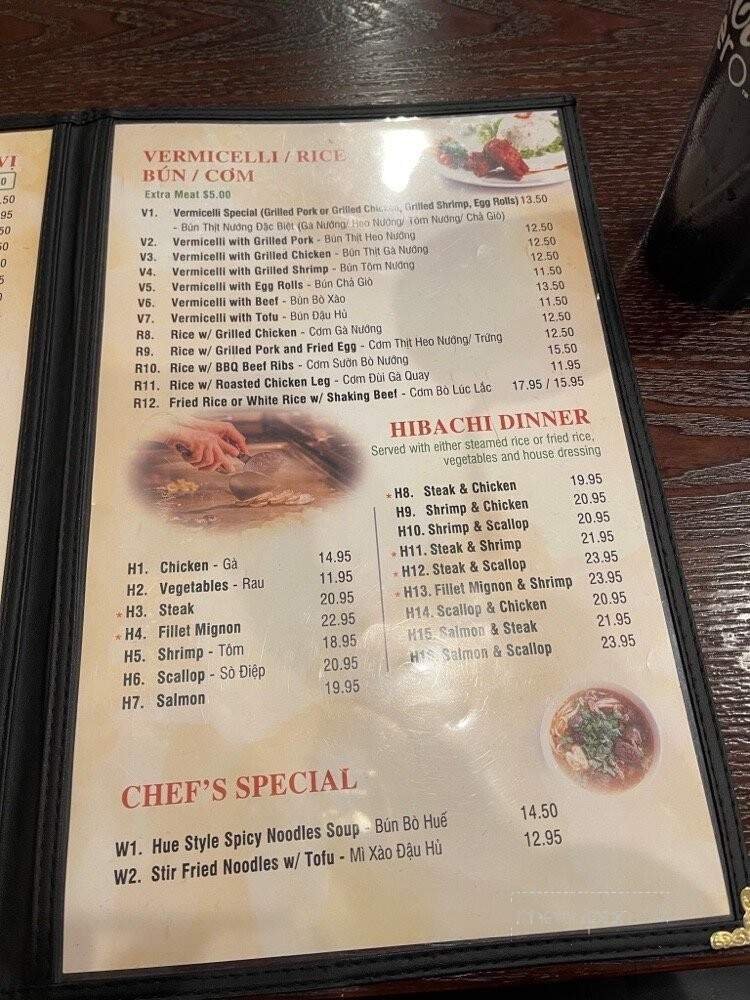 VỊ
0
.50
95
50
50
0
5
0
VERMICELLI / RICE
BÚN / CƠM
Extra Meat $5.00
V1. Vermicelli Special (Grilled Pork or Grilled Chicken, Grilled Shrimp, Egg Rolls) 13.50
- Bún Thịt Nướng Đặc Biệt (Gà Nướng/ Heo Nướng/ Tôm Nướng/ Chả Giò)
V2. Vermicelli with Grilled Pork - Bún Thịt Heo Nướng 12.50
V3. Vermicelli with Grilled Chicken - Bún Thịt Gà Nướng 12.50
V4. Vermicelli with Grilled Shrimp - Bún Tôm Nướng 12.50
V5. Vermicelli with Egg Rolls - Bún Chả Giò 11.50
V6. Vermicelli with Beef - Bún Bò Xào 13.50
V7. Vermicelli with Tofu - Bún Đậu Hủ 11.50
R8. Rice w/ Grilled Chicken - Cơm Gà Nướng 12.50
R9. Rice w/ Grilled Pork and Fried Egg - Cơm Thịt Heo Nướng/ Trứng 12.50
R10. Rice w/ BBQ Beef Ribs - Cơm Sườn Bò Nướng 15.50
R11. Rice w/ Roasted Chicken Leg - Cơm Đùi Gà Quay 11.95
R12. Fried Rice or White Rice w/ Shaking Beef - Cơm Bò Lúc Lắc 17.95 / 15.95
HIBACHI DINNER
Served with either steamed rice or fried rice,
vegetables and house dressing
H1. Chicken - Gà 14.95
H2. Vegetables - Rau 11.95
* H3. Steak 20.95
* H4. Fillet Mignon 22.95
H5. Shrimp - Tôm 18.95
H6. Scallop - Sò Điệp 20.95
H7. Salmon 19.95
* H8. Steak & Chicken 19.95
H9. Shrimp & Chicken 20.95
H10. Shrimp & Scallop 20.95
* H11. Steak & Shrimp 21.95
* H12. Steak & Scallop 23.95
* H13. Fillet Mignon & Shrimp 23.95
H14. Scallop & Chicken 20.95
H15. Salmon & Steak 21.95
H16. Salmon & Scallop 23.95
CHEF'S SPECIAL
W1. Hue Style Spicy Noodles Soup - Bún Bò Huế 14.50
W2. Stir Fried Noodles w/ Tofu - Mì Xào Đậu Hủ 12.95